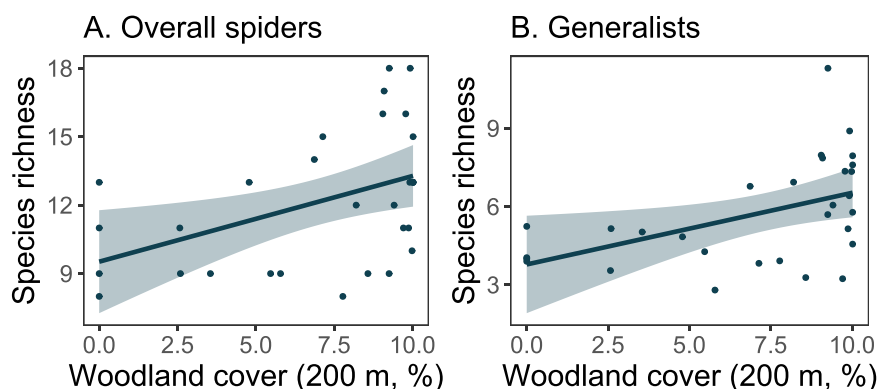 A. Overall spiders
Species richness
18
15
12
9
0.0 2.5 5.0 7.5 10.0
Woodland cover (200 m, %)
B. Generalists
Species richness
9
6
3
0.0 2.5 5.0 7.5 10.0
Woodland cover (200 m, %)